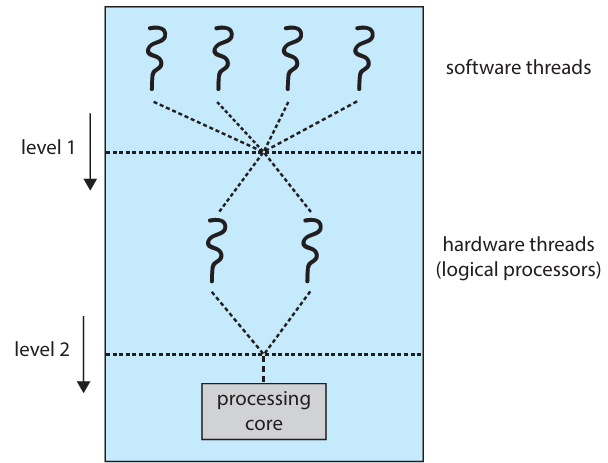 software threads
level 1
hardware threads
(logical processors)
level 2
processing
core